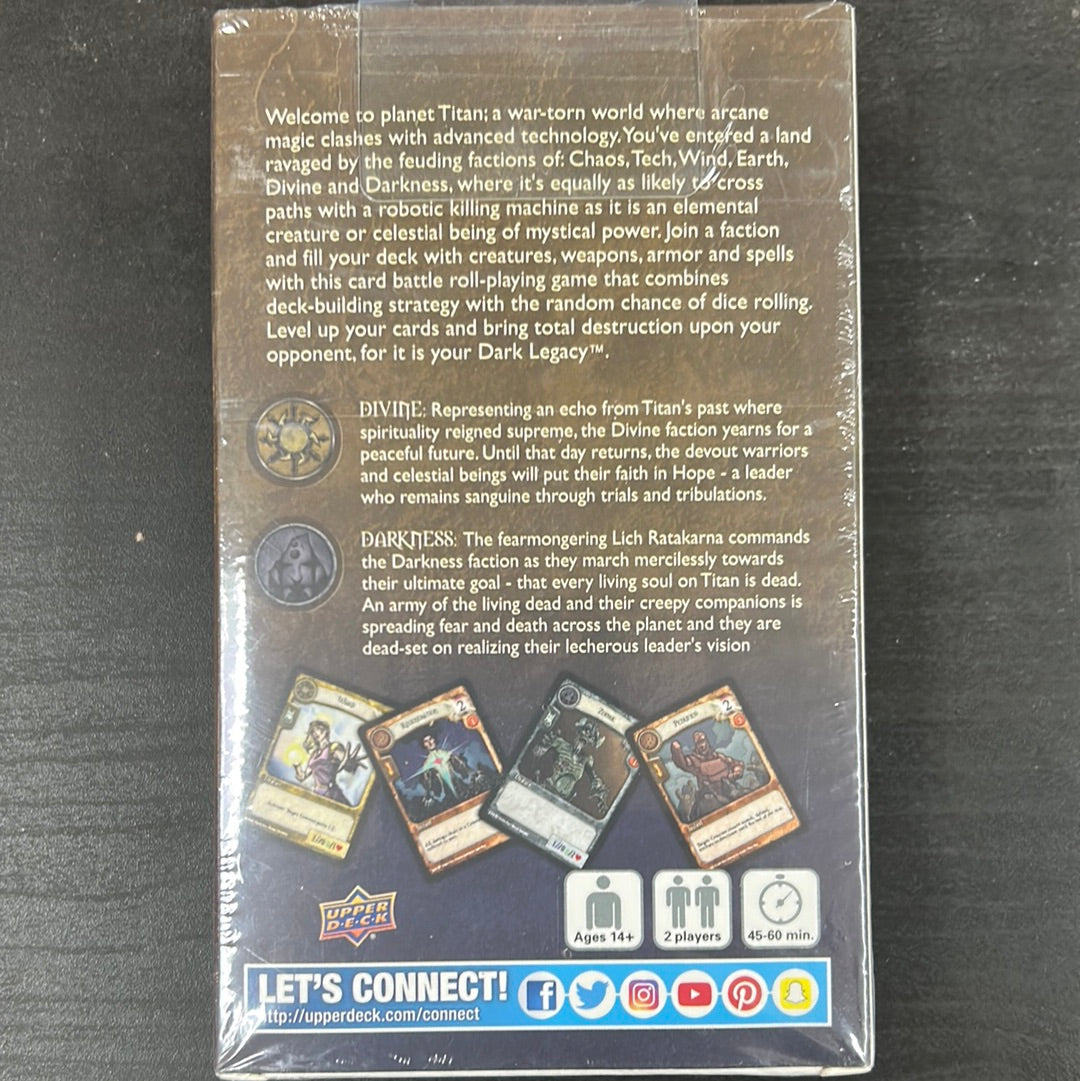 Welcome to planet Titan; a war-torn world where arcane
magic clashes with advanced technology. You've entered a land
ravaged by the feuding factions of: Chaos, Tech, Wind, Earth,
Divine and Darkness, where it's equally as likely to cross
paths with a robotic killing machine as it is an elemental
creature or celestial being of mystical power. Join a faction
and fill your deck with creatures, weapons, armor and spells
with this card battle roll-playing game that combines
deck-building strategy with the random chance of dice rolling.
Level up your cards and bring total destruction upon your
opponent, for it is your Dark Legacy™.
DIVINE: Representing an echo from Titan's past where
spirituality reigned supreme, the Divine faction yearns for a
peaceful future. Until that day returns, the devout warriors
and celestial beings will put their faith in Hope - a leader
who remains sanguine through trials and tribulations.
DARKNESS: The fearmongering Lich Ratakarna commands
the Darkness faction as they march mercilessly towards
their ultimate goal - that every living soul on Titan is dead.
An army of the living dead and their creepy companions is
spreading fear and death across the planet and they are
dead-set on realizing their lecherous leader's vision
2
2
UPPER
D·E·C·K
Ages 14+
2 players
45-60 min.
LET'S CONNECT!
http://upperdeck.com/connect